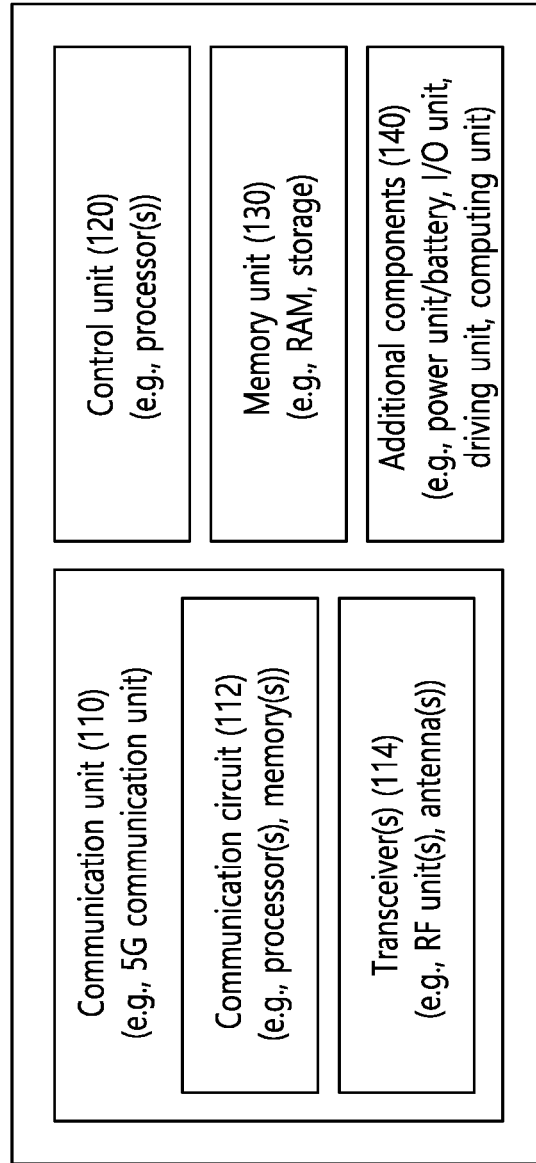 Communication unit (110)
(e.g., 5G communication unit)
Communication circuit (112)
(e.g., processor(s), memory(s))
Transceiver(s) (114)
(e.g., RF unit(s), antenna(s))
Control unit (120)
(e.g., processor(s))
Memory unit (130)
(e.g., RAM, storage)
Additional components (140)
(e.g., power unit/battery, I/O unit,
driving unit, computing unit)